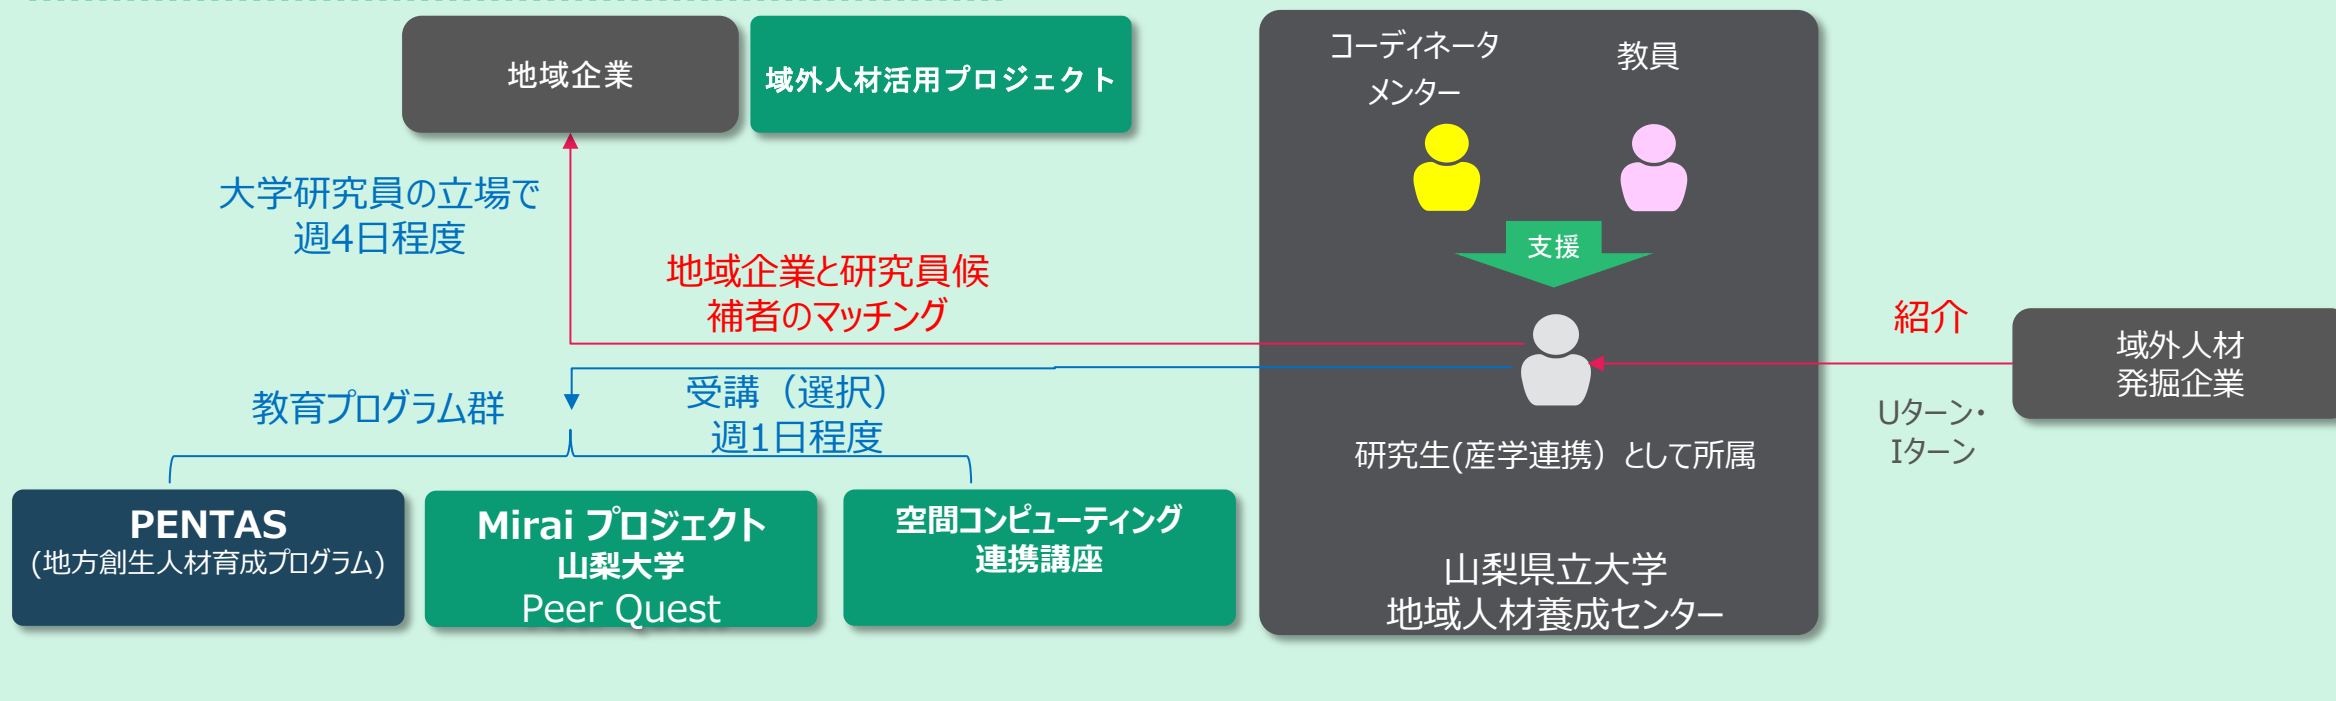 地域企業
域外人材活用プロジェクト
コーディネータ
メンター
教員
大学研究員の立場で
週4日程度
支援
地域企業と研究員候
補者のマッチング
紹介
域外人材
発掘企業
Uターン・
Iターン
教育プログラム群
受講（選択）
週1日程度
研究生(産学連携）として所属
PENTAS
(地方創生人材育成プログラム)
Mirai プロジェクト
山梨大学
Peer Quest
空間コンピューティング
連携講座
山梨県立大学
地域人材養成センター